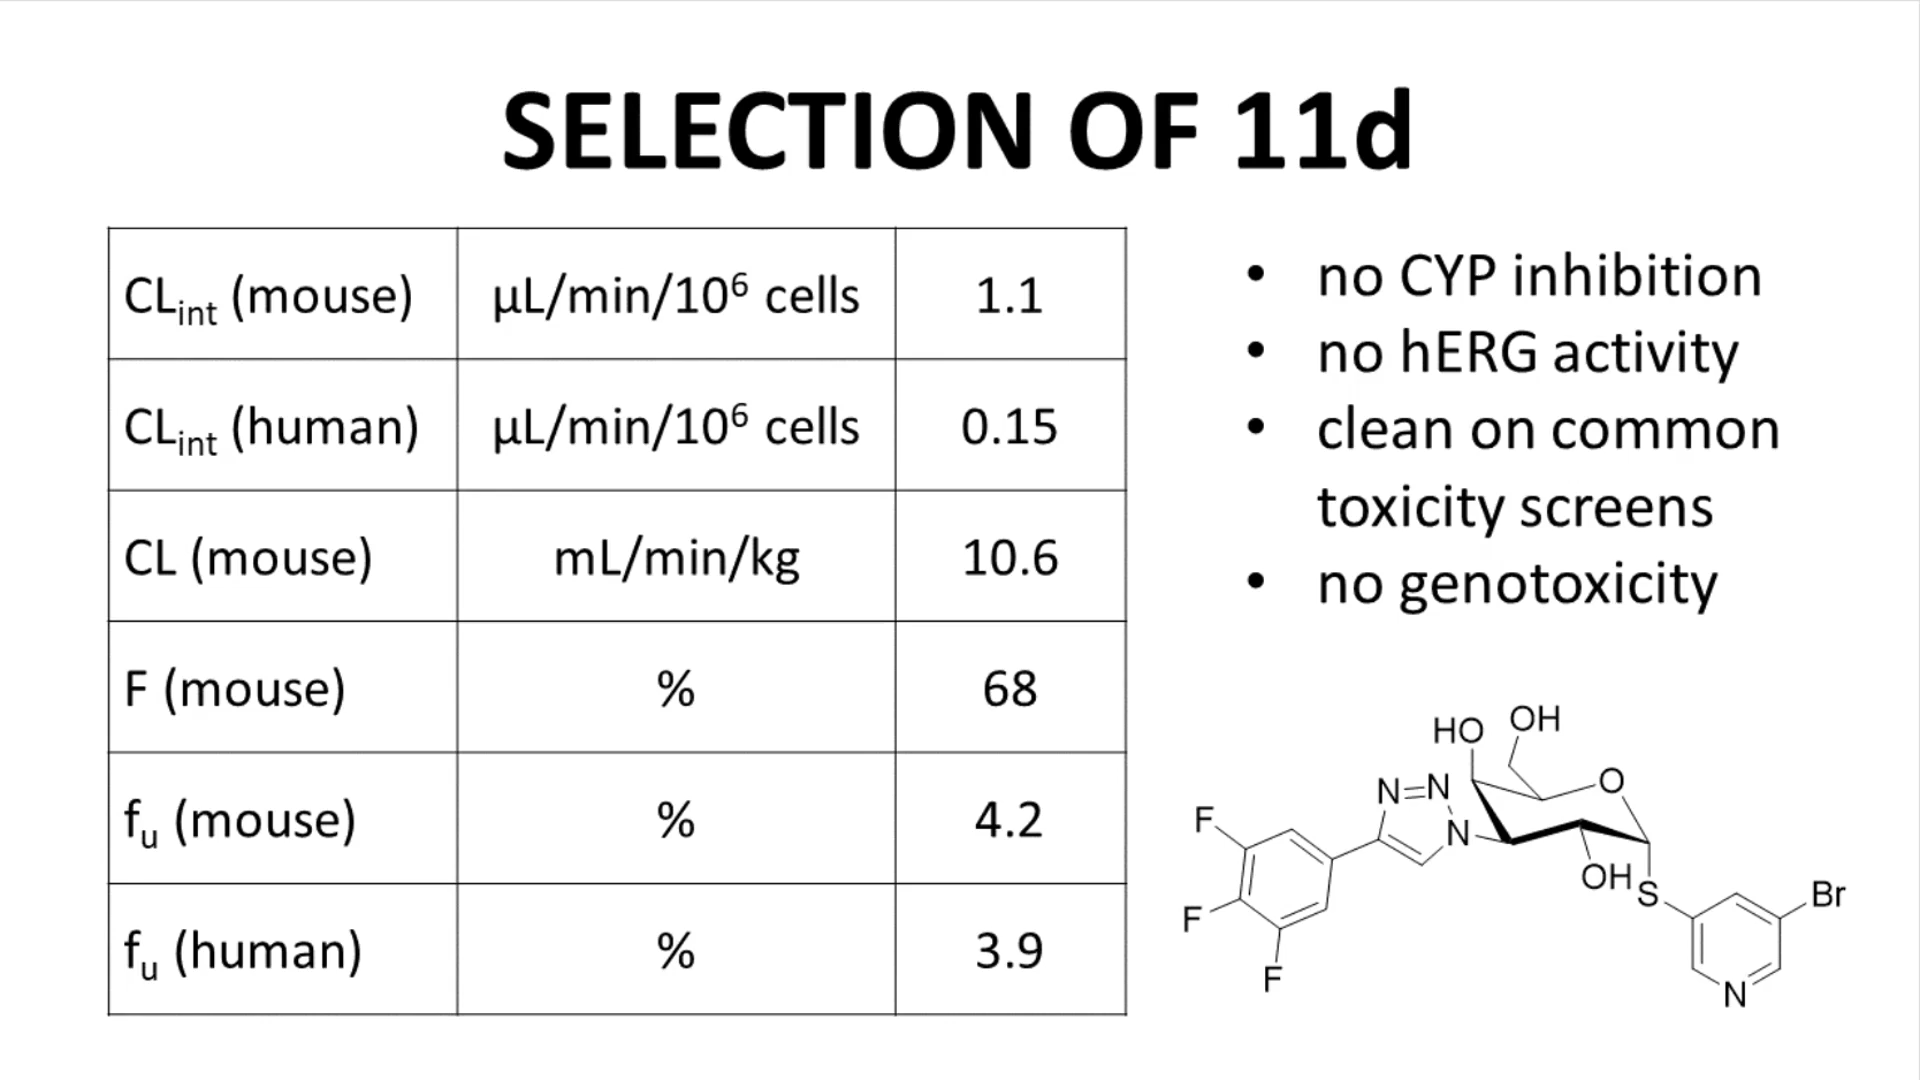 SELECTION OF 11d
CLint (mouse) µL/min/10⁶ cells 1.1
CLint (human) µL/min/10⁶ cells 0.15
CL (mouse) mL/min/kg 10.6
F (mouse) % 68
fu (mouse) % 4.2
fu (human) % 3.9
• no CYP inhibition
• no hERG activity
• clean on common
toxicity screens
• no genotoxicity
HO OH
N=N O
F N
OH S Br
F
F N